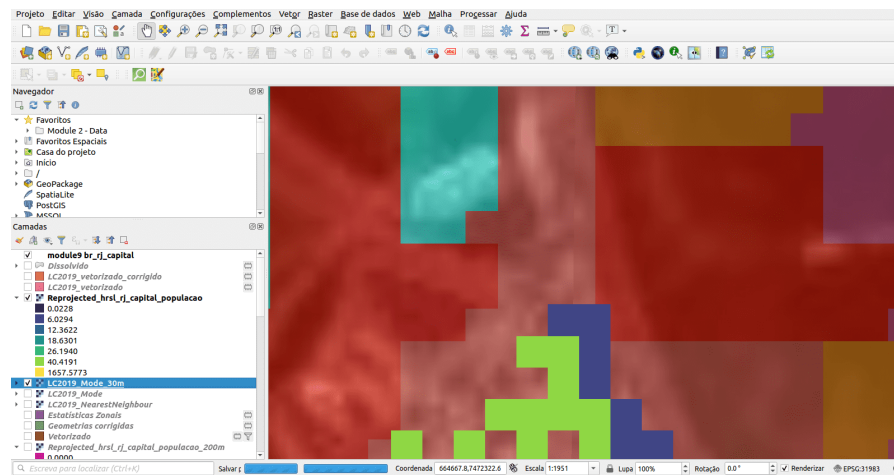 Projeto Editar Visão Camada Configurações Complementos Vetor Raster Base de dados Web Malha Processar Ajuda
Navegador
Favoritos
Module 2 - Data
Favoritos Espaciais
Casa do projeto
Início
/
GeoPackage
SpatiaLite
PostGIS
MSSQL
Camadas
module9 br_rj_capital
Dissolvido
LC2019_vetorizado_corrigido
LC2019_vetorizado
Reprojected_hrsl_rj_capital_populacao
0.0228
6.0294
12.3622
18.6301
26.1940
40.4191
1657.5773
LC2019_Mode_30m
LC2019_Mode
LC2019_NearestNeighbour
Estatísticas Zonais
Geometrias corrigidas
Vetorizado
Reprojected_hrsl_rj_capital_populacao_200m
0.0000
Escreva para localizar (Ctrl+K) Salvar r Coordenada 664667.8,7472322.6 Escala 1:1951 Lupa 100% Rotação 0.0° Renderizar EPSG:31983